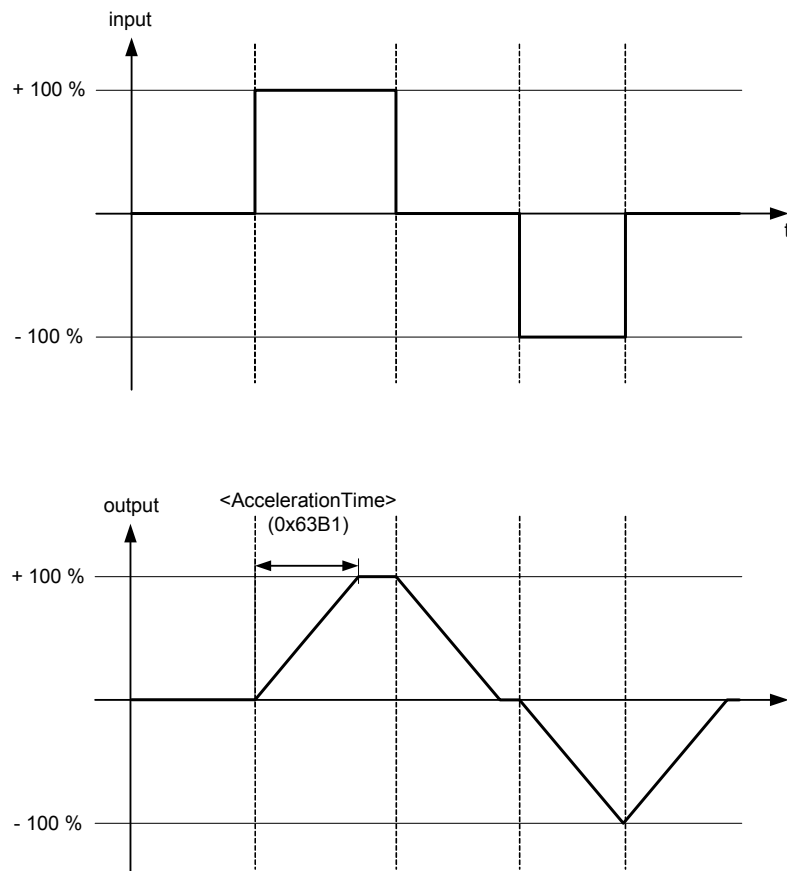 input
+ 100 %
t
- 100 %
<AccelerationTime>
(0x63B1)
output
+ 100 %
- 100 %